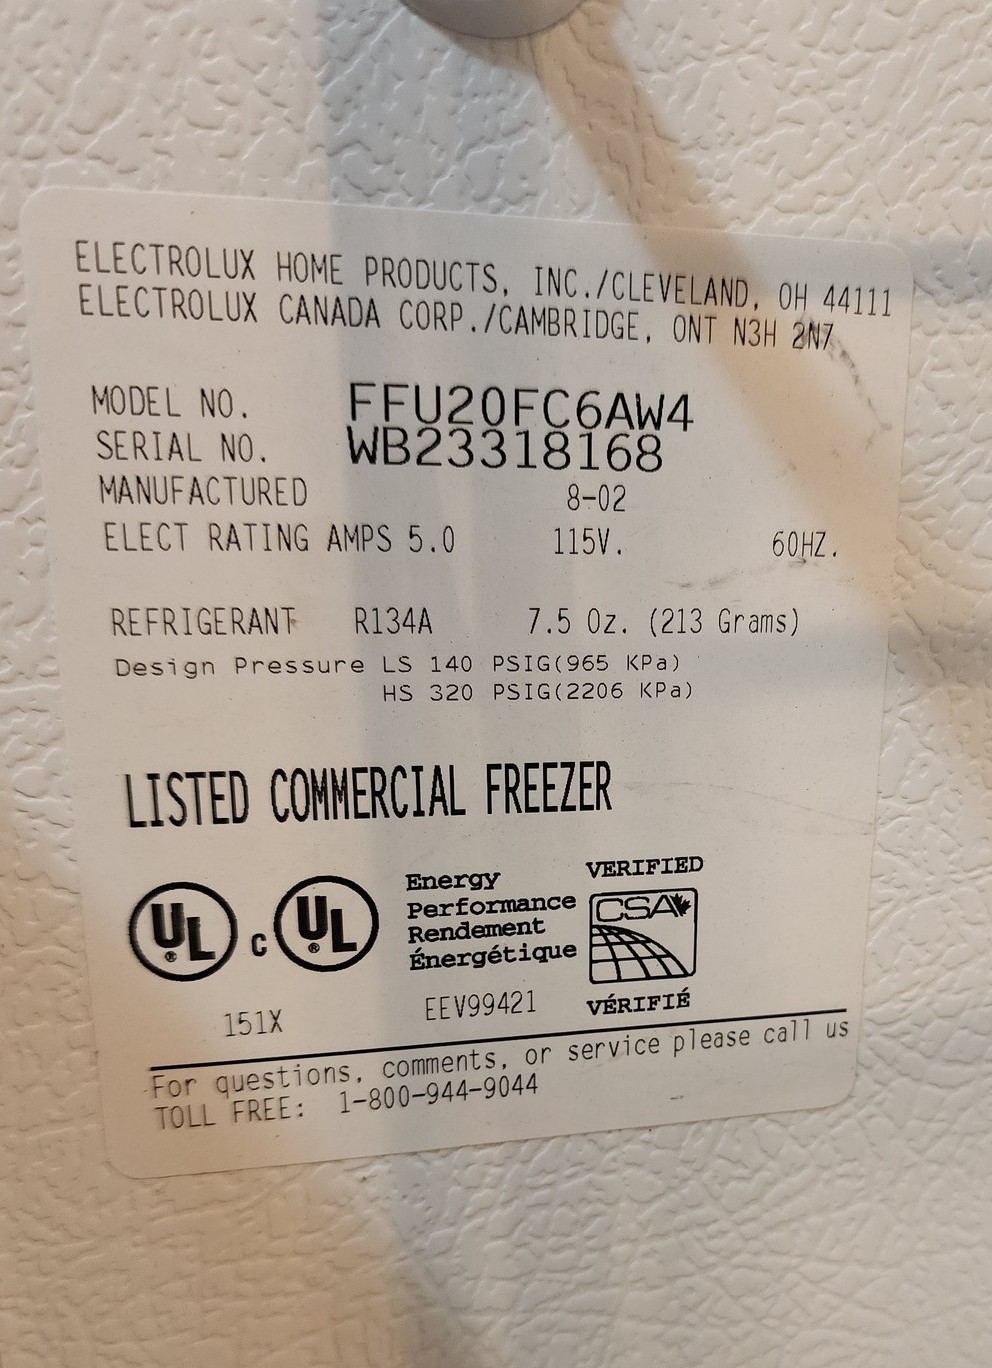 ELECTROLUX HOME PRODUCTS, INC./CLEVELAND, OH 44111
ELECTROLUX CANADA CORP./CAMBRIDGE, ONT N3H 2N7
MODEL NO. FFU20FC6AW4
SERIAL NO. WB23318168
MANUFACTURED 8-02
ELECT RATING AMPS 5.0 115V. 60HZ.
REFRIGERANT R134A 7.5 Oz. (213 Grams)
Design Pressure LS 140 PSIG(965 KPa)
HS 320 PSIG(2206 KPa)
LISTED COMMERCIAL FREEZER
UL ® C UL ®
151X
Energy
Performance
Rendement
Énergétique
EEV99421
VERIFIED
CSA
VÉRIFIÉ
For questions, comments, or service please call us
TOLL FREE: 1-800-944-9044